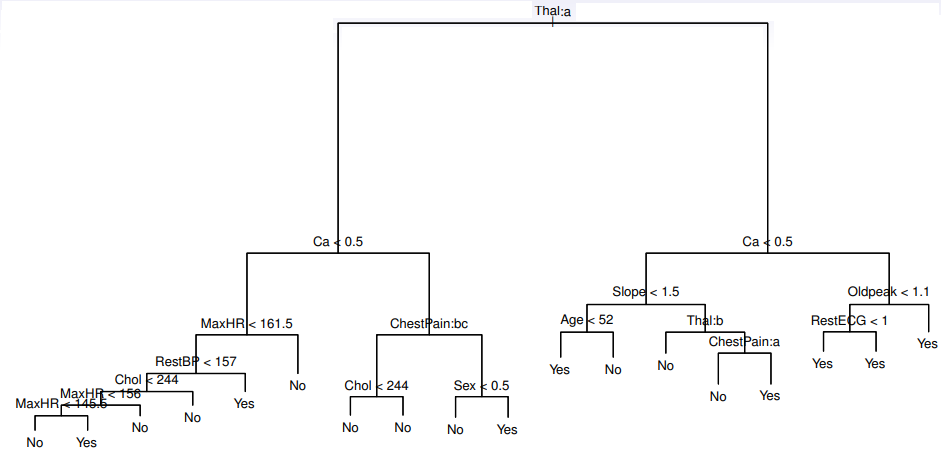 Thal:a
Ca < 0.5
Ca < 0.5
Slope < 1.5
Oldpeak < 1.1
MaxHR < 161.5
ChestPain:bc
Age < 52
Thal:b
RestECG < 1
ChestPain:a
Yes
RestBP < 157
Yes
No
No
Yes
Yes
Chol < 244
No
Chol < 244
Sex < 0.5
MaxHR < 156
No
Yes
MaxHR < 145.5
Yes
No
No
No
No
No
Yes
No
Yes